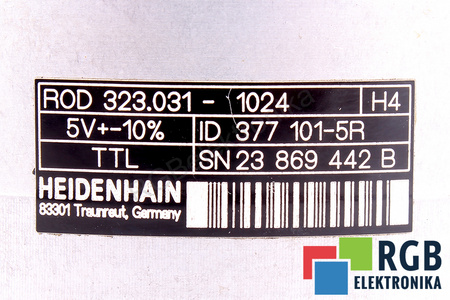 ROD 323.031 - 1024 H4
5V+-10% ID 377 101-5R
TTL SN 23 869 442 B
HEIDENHAIN
83301 Traunreut, Germany
RGB
ELEKTRONIKA